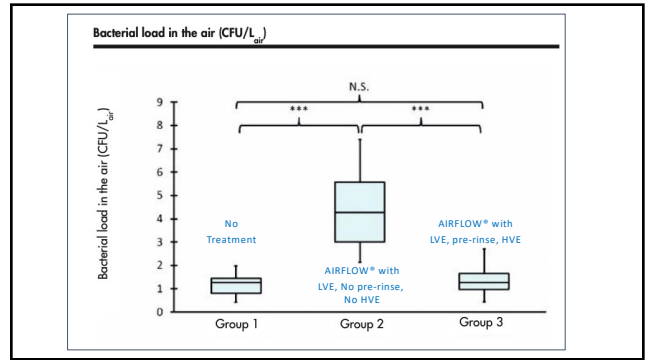 Bacterial load in the air (CFU/L_air)
N.S.
*** ***
Bacterial load in the air (CFU/L_air)
9
8
7
6
5
4
3
2
1
0
No
Treatment
AIRFLOW® with
LVE, No pre-rinse,
No HVE
AIRFLOW® with
LVE, pre-rinse, HVE
Group 1 Group 2 Group 3